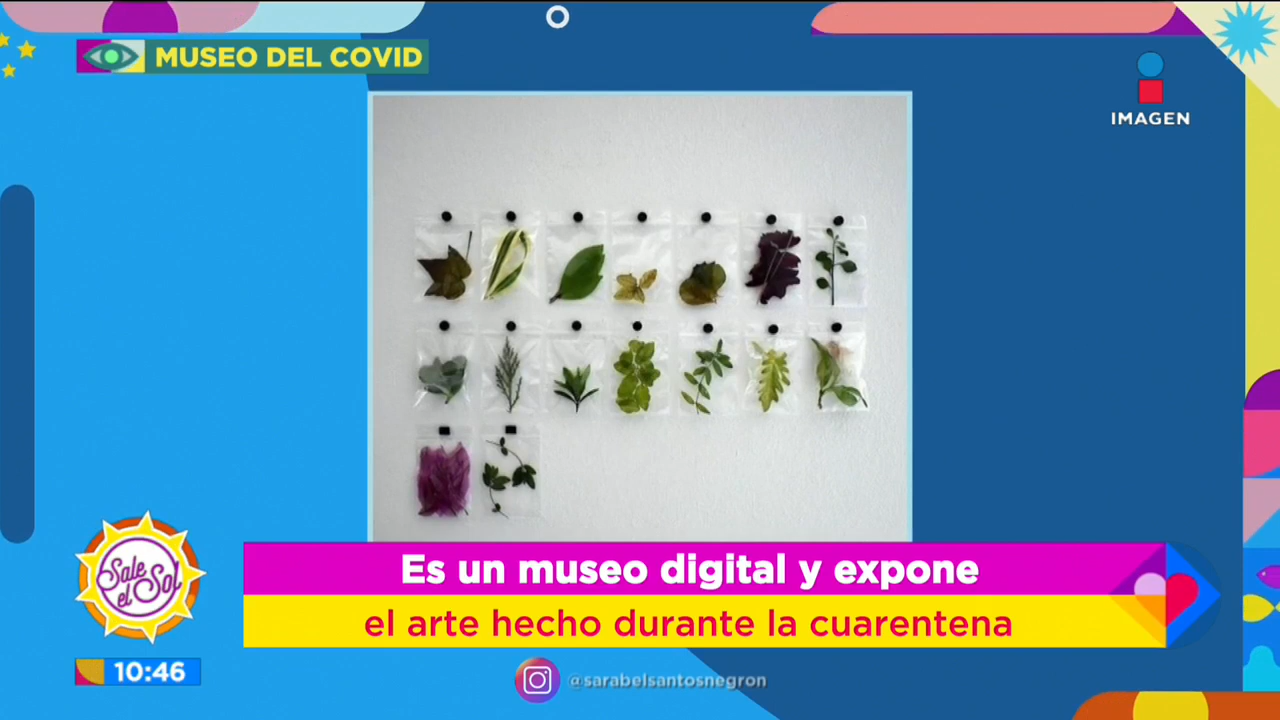 MUSEO DEL COVID
IMAGEN
Es un museo digital y expone
el arte hecho durante la cuarentena
Sale
el Sol
10:46
@sarabelsantosnegron